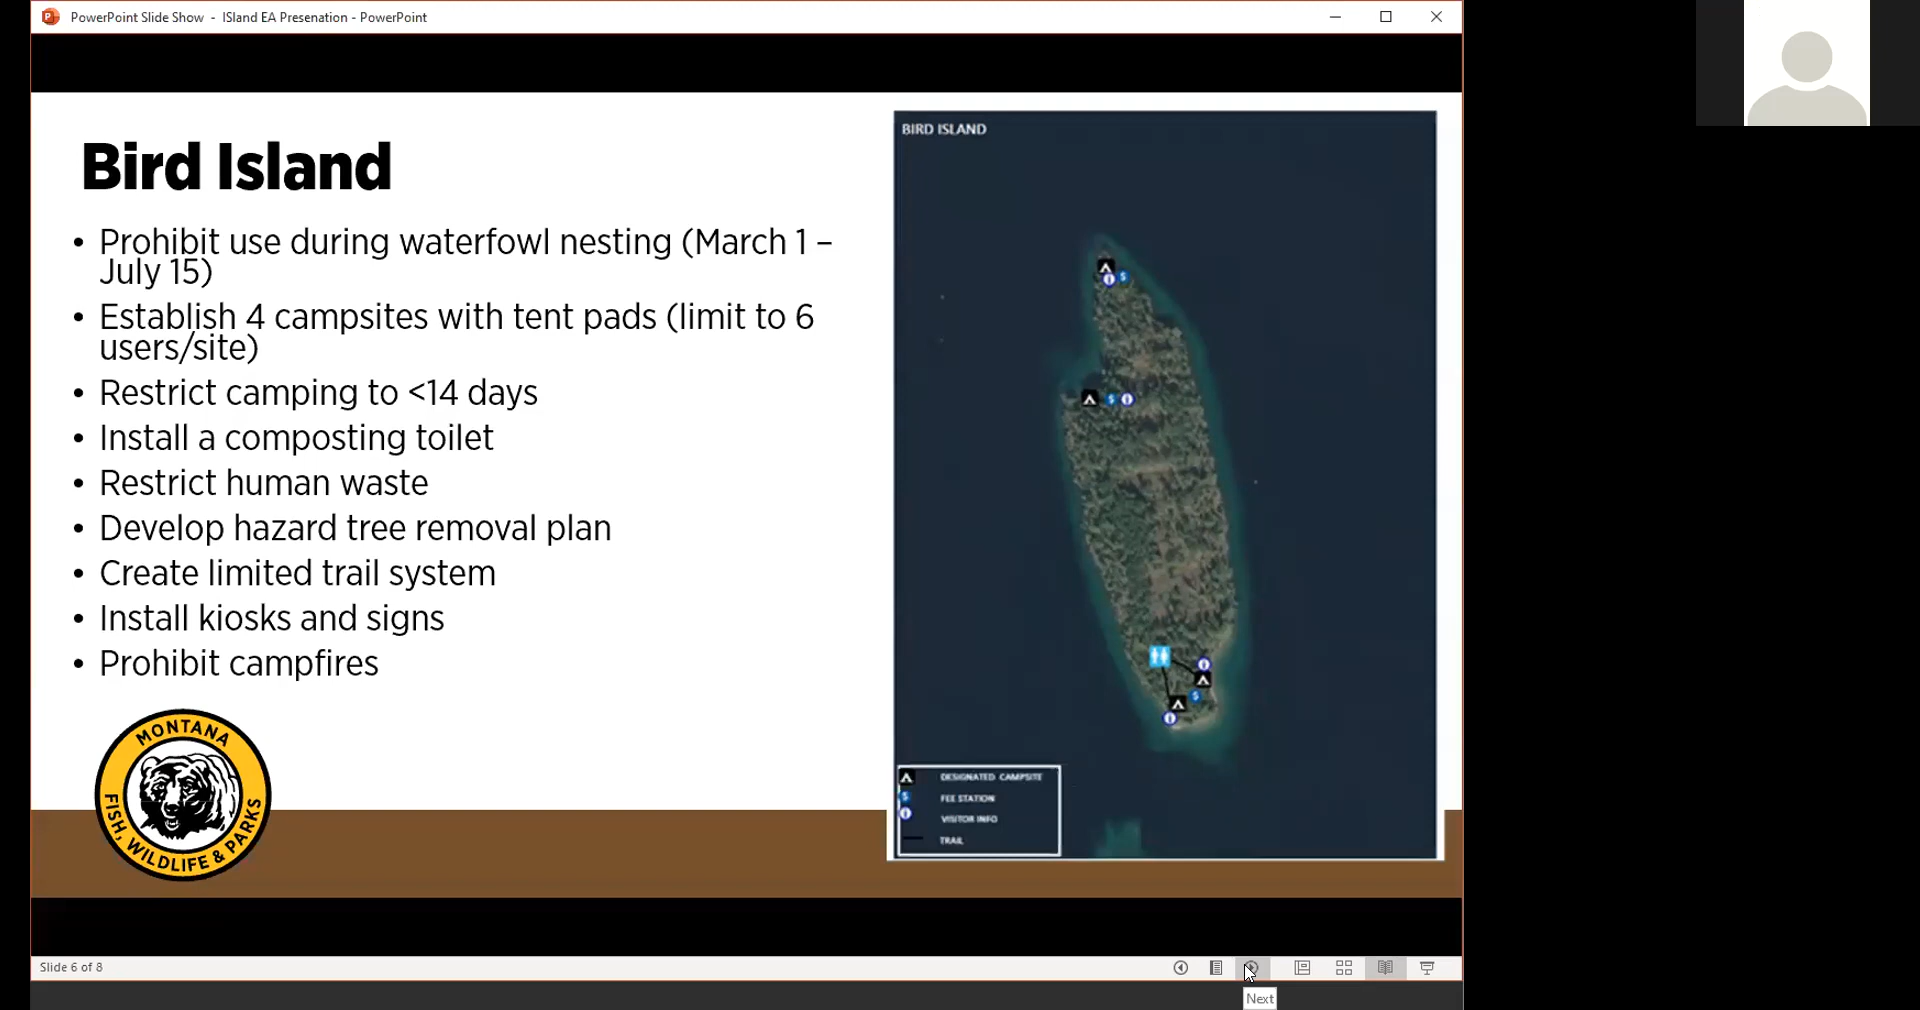 PowerPoint Slide Show - ISland EA Presenation - PowerPoint
Bird Island
• Prohibit use during waterfowl nesting (March 1 –
July 15)
• Establish 4 campsites with tent pads (limit to 6
users/site)
• Restrict camping to <14 days
• Install a composting toilet
• Restrict human waste
• Develop hazard tree removal plan
• Create limited trail system
• Install kiosks and signs
• Prohibit campfires
MONTANA
FISH, WILDLIFE & PARKS
BIRD ISLAND
DESIGNATED CAMPSITE
FEE STATION
VISITOR INFO
TRAIL
Slide 6 of 8
Next